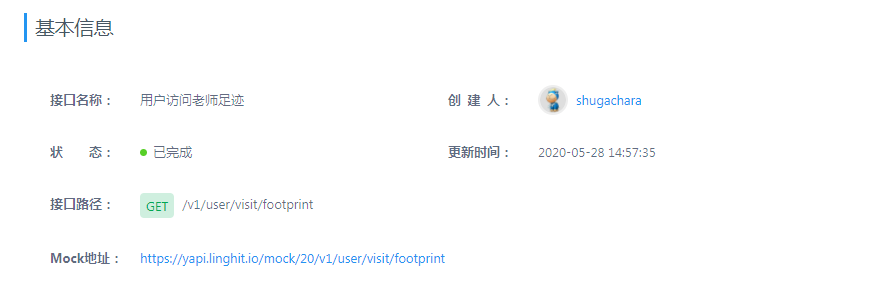 基本信息
接口名称： 用户访问老师足迹 创 建 人： shugachara
状 态： 已完成 更新时间： 2020-05-28 14:57:35
接口路径： GET /v1/user/visit/footprint
Mock地址： https://yapi.linghit.io/mock/20/v1/user/visit/footprint